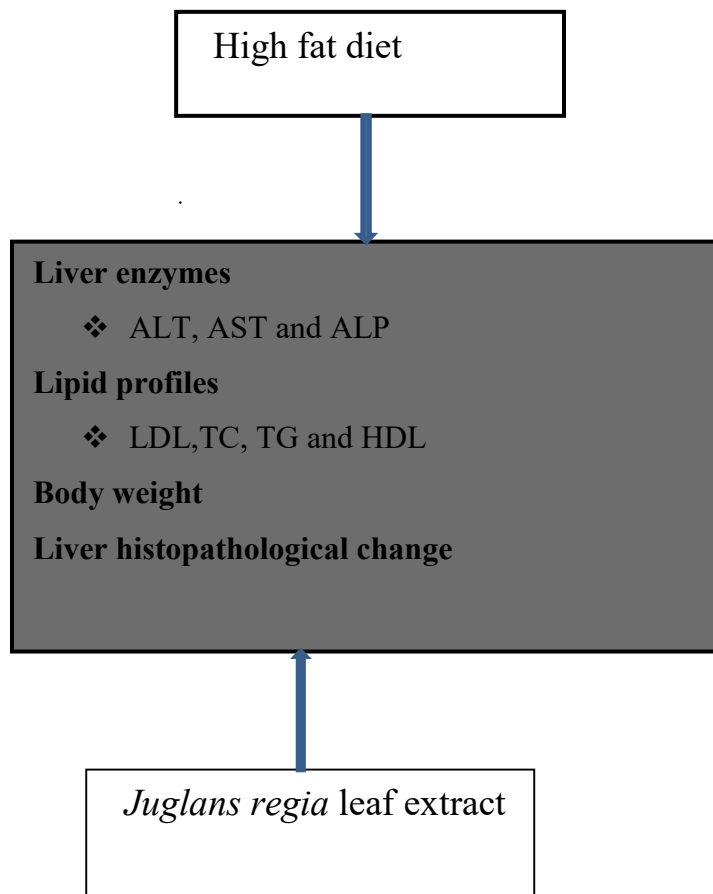 High fat diet
.
Liver enzymes
❖ ALT, AST and ALP
Lipid profiles
❖ LDL,TC, TG and HDL
Body weight
Liver histopathological change
Juglans regia leaf extract